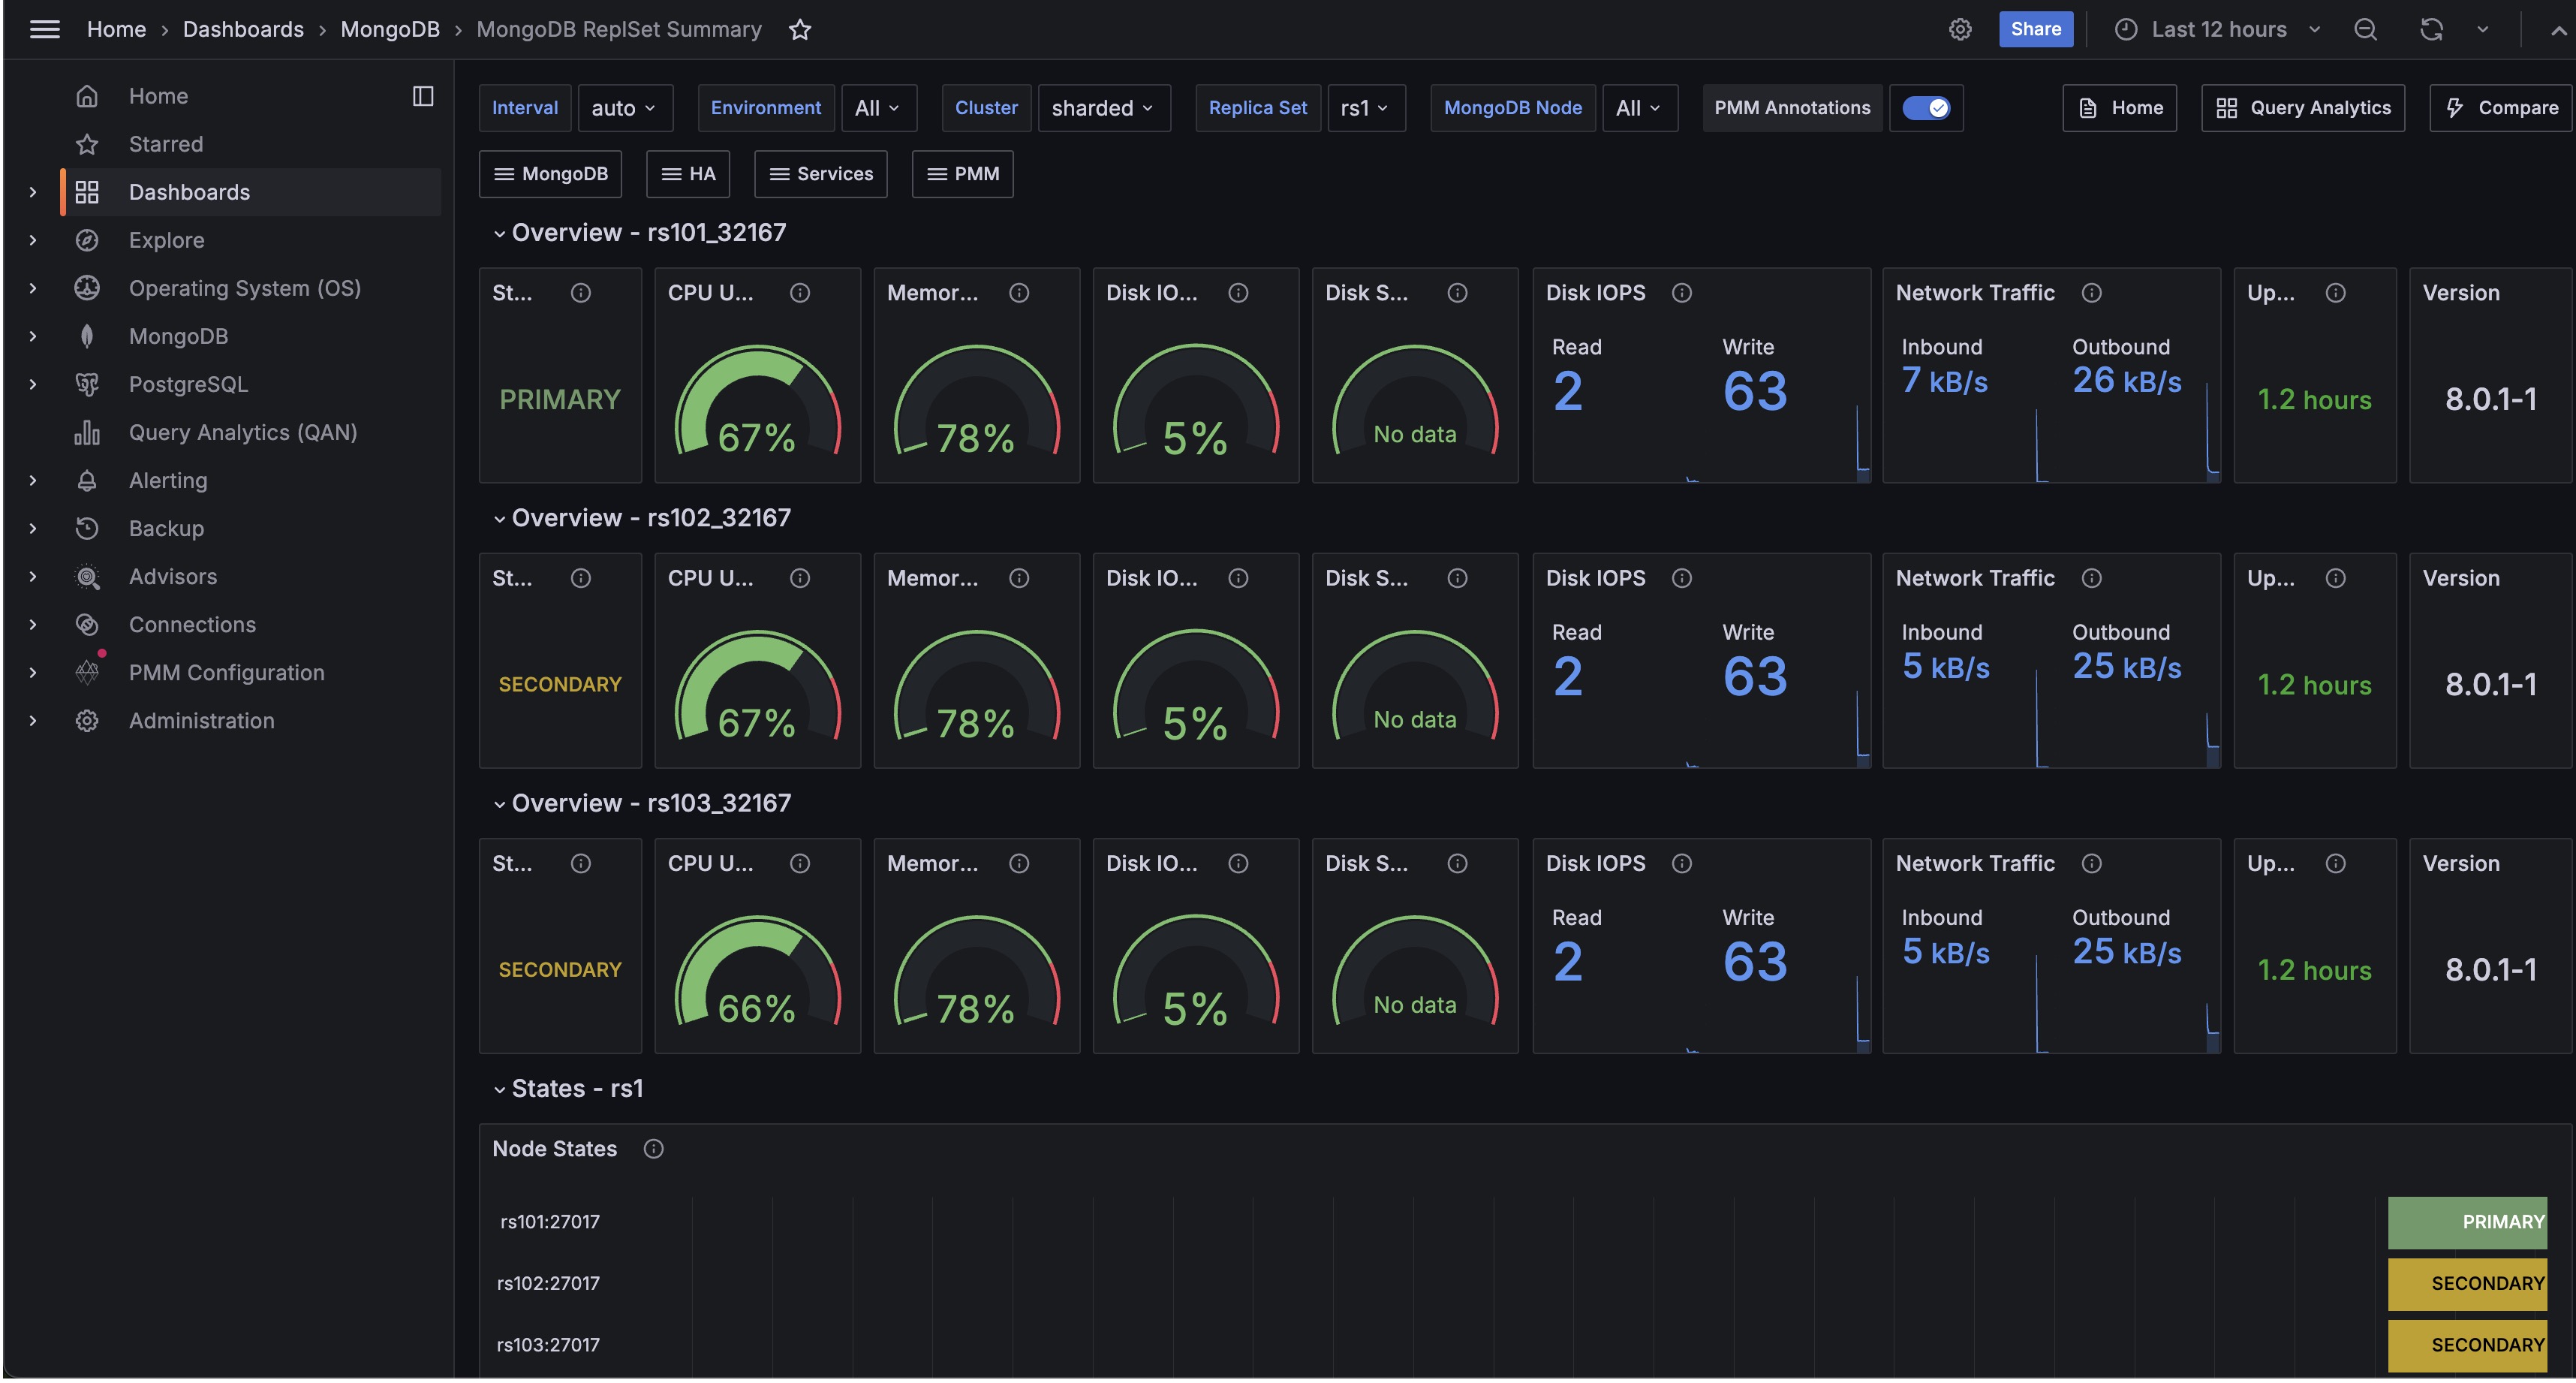 Home › Dashboards › MongoDB › MongoDB ReplSet Summary
Share
Last 12 hours
Home
Starred
Dashboards
Explore
Operating System (OS)
MongoDB
PostgreSQL
Query Analytics (QAN)
Alerting
Backup
Advisors
Connections
PMM Configuration
Administration
Interval auto Environment All Cluster sharded Replica Set rs1 MongoDB Node All PMM Annotations Home Query Analytics Compare
MongoDB HA Services PMM
Overview - rs101_32167
St... CPU U... Memor... Disk IO... Disk S... Disk IOPS Network Traffic Up... Version
Read Write Inbound Outbound
PRIMARY 67% 78% 5% No data 2 63 7 kB/s 26 kB/s 1.2 hours 8.0.1-1
Overview - rs102_32167
St... CPU U... Memor... Disk IO... Disk S... Disk IOPS Network Traffic Up... Version
Read Write Inbound Outbound
SECONDARY 67% 78% 5% No data 2 63 5 kB/s 25 kB/s 1.2 hours 8.0.1-1
Overview - rs103_32167
St... CPU U... Memor... Disk IO... Disk S... Disk IOPS Network Traffic Up... Version
Read Write Inbound Outbound
SECONDARY 66% 78% 5% No data 2 63 5 kB/s 25 kB/s 1.2 hours 8.0.1-1
States - rs1
Node States
rs101:27017 PRIMARY
rs102:27017 SECONDARY
rs103:27017 SECONDARY